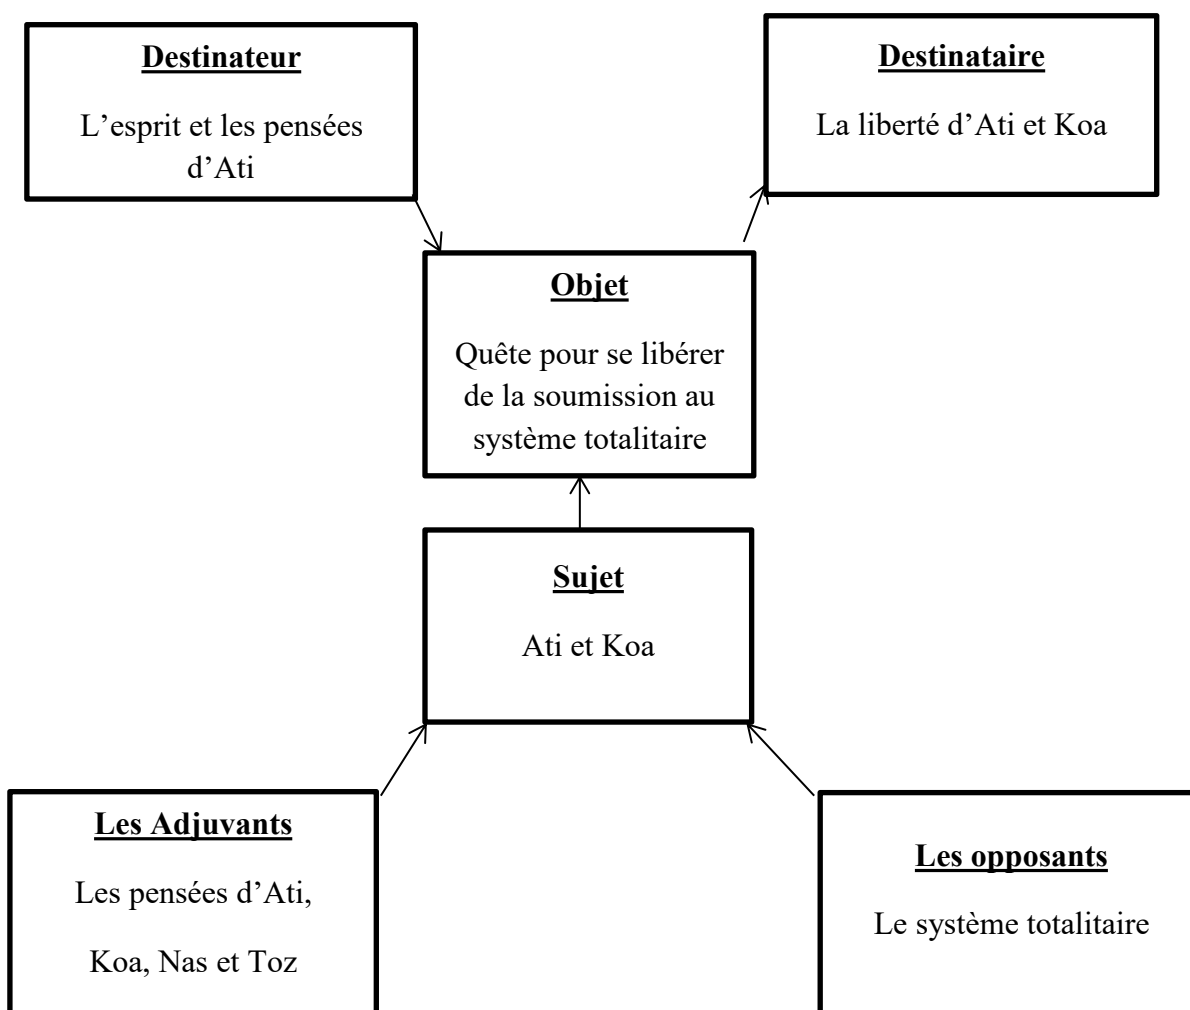 Destinateur
L’esprit et les pensées
d’Ati
Destinataire
La liberté d’Ati et Koa
Objet
Quête pour se libérer
de la soumission au
système totalitaire
Sujet
Ati et Koa
Les Adjuvants
Les pensées d’Ati,
Koa, Nas et Toz
Les opposants
Le système totalitaire